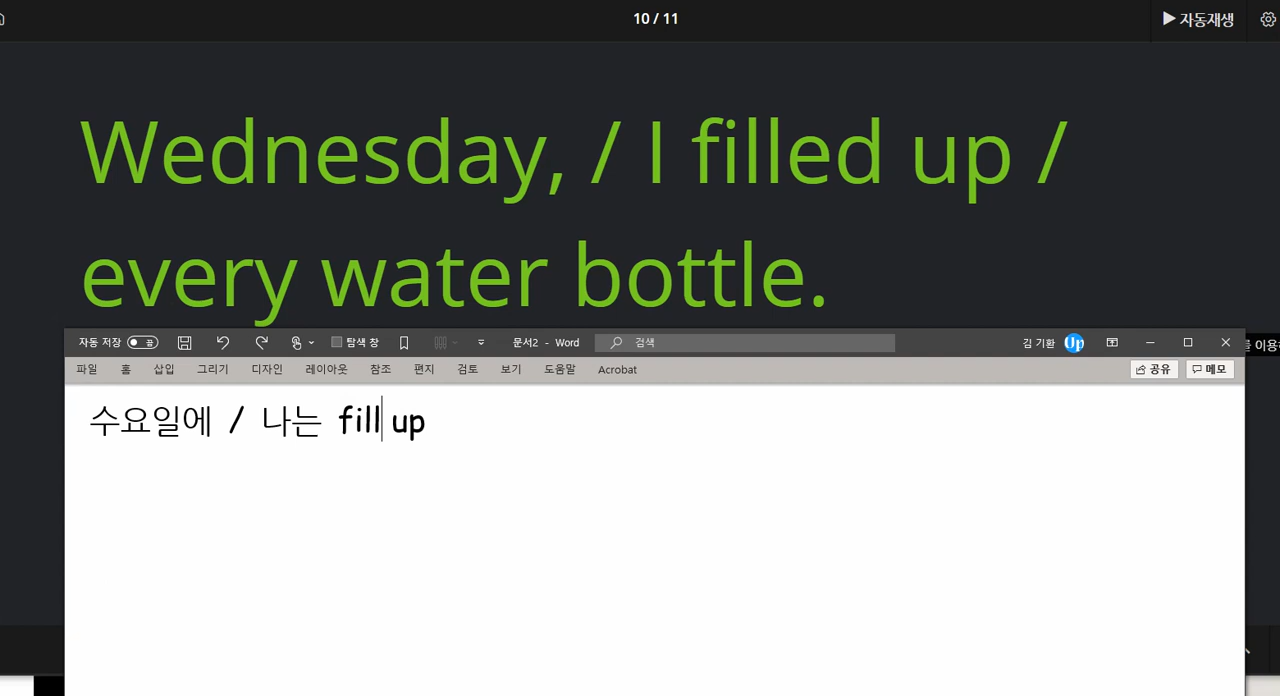 10 / 11
▶ 자동재생
Wednesday, / I filled up /
every water bottle.
자동 저장 끔 탐색 창 문서2 - Word 검색 김 기환 Up
파일 홈 삽입 그리기 디자인 레이아웃 참조 편지 검토 보기 도움말 Acrobat 공유 메모
수요일에 / 나는 fill up